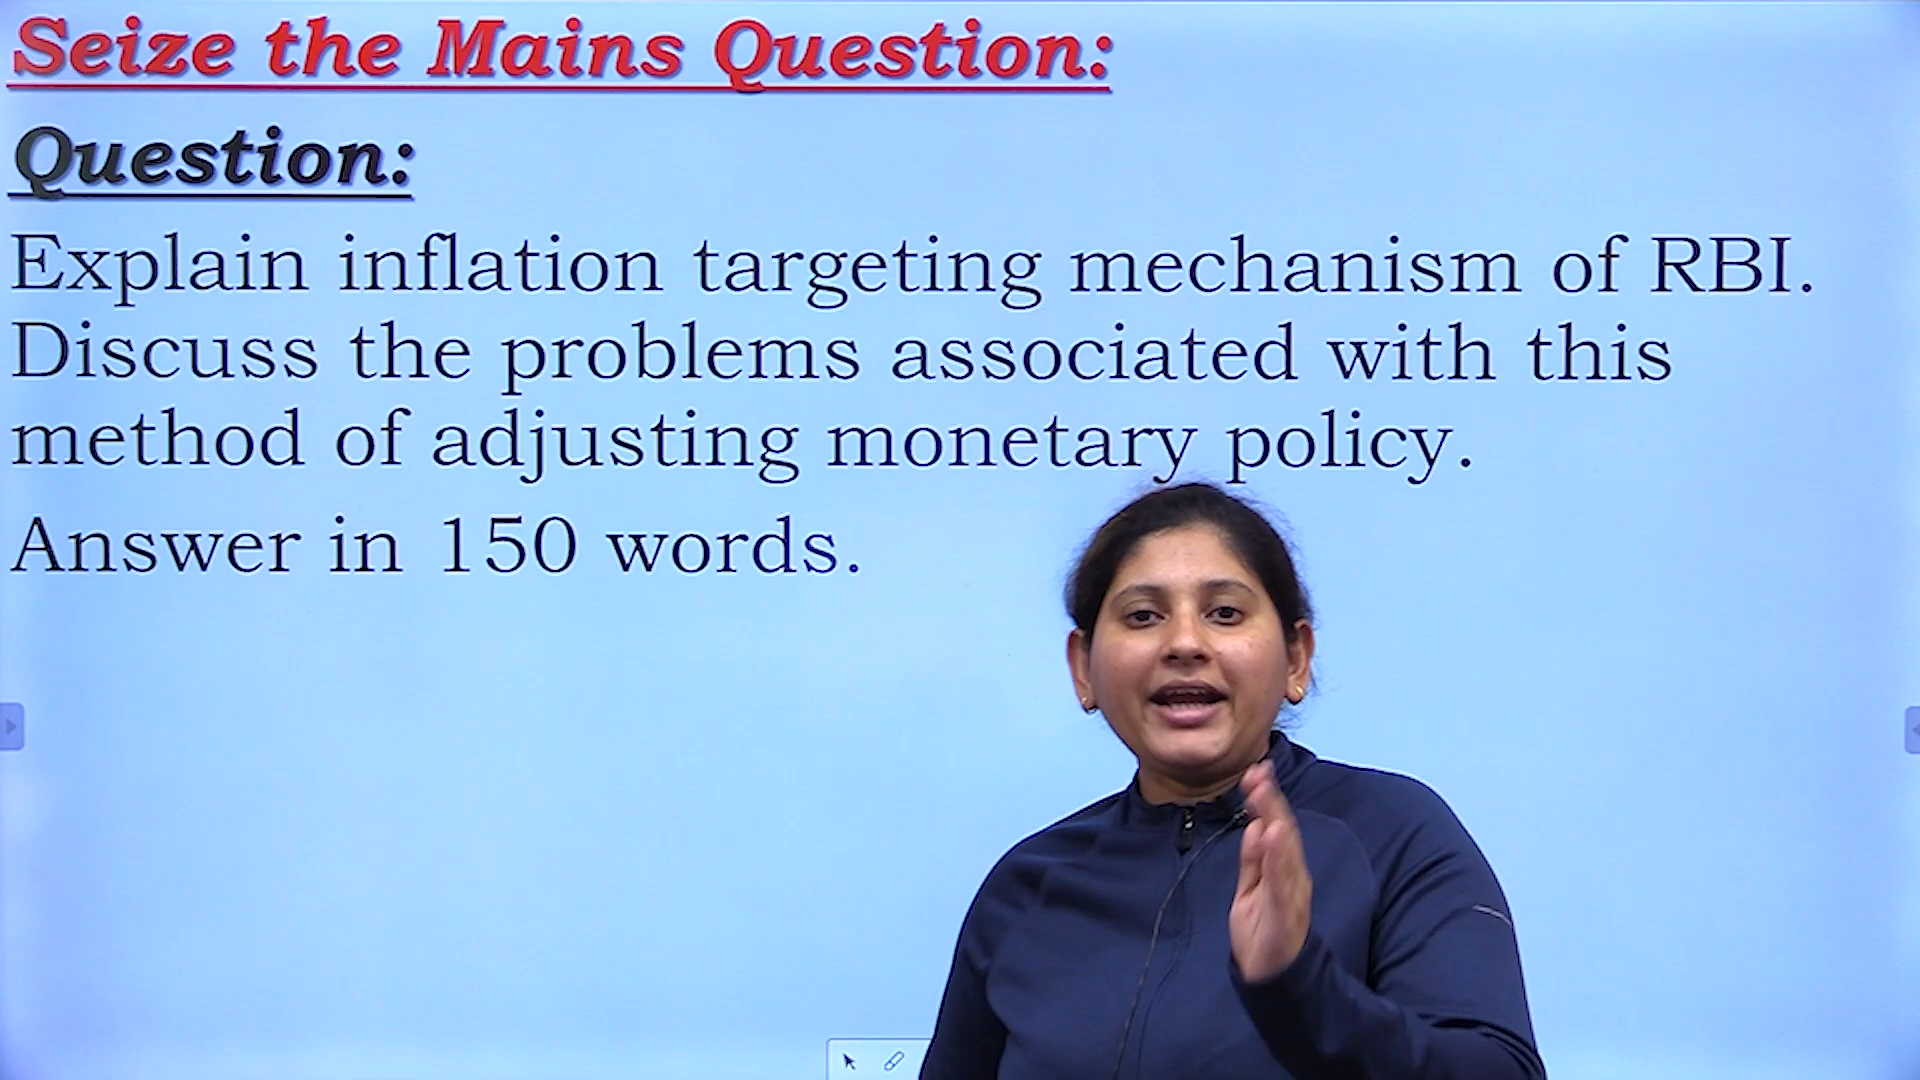 Seize the Mains Question:
Question:
Explain inflation targeting mechanism of RBI.
Discuss the problems associated with this
method of adjusting monetary policy.
Answer in 150 words.